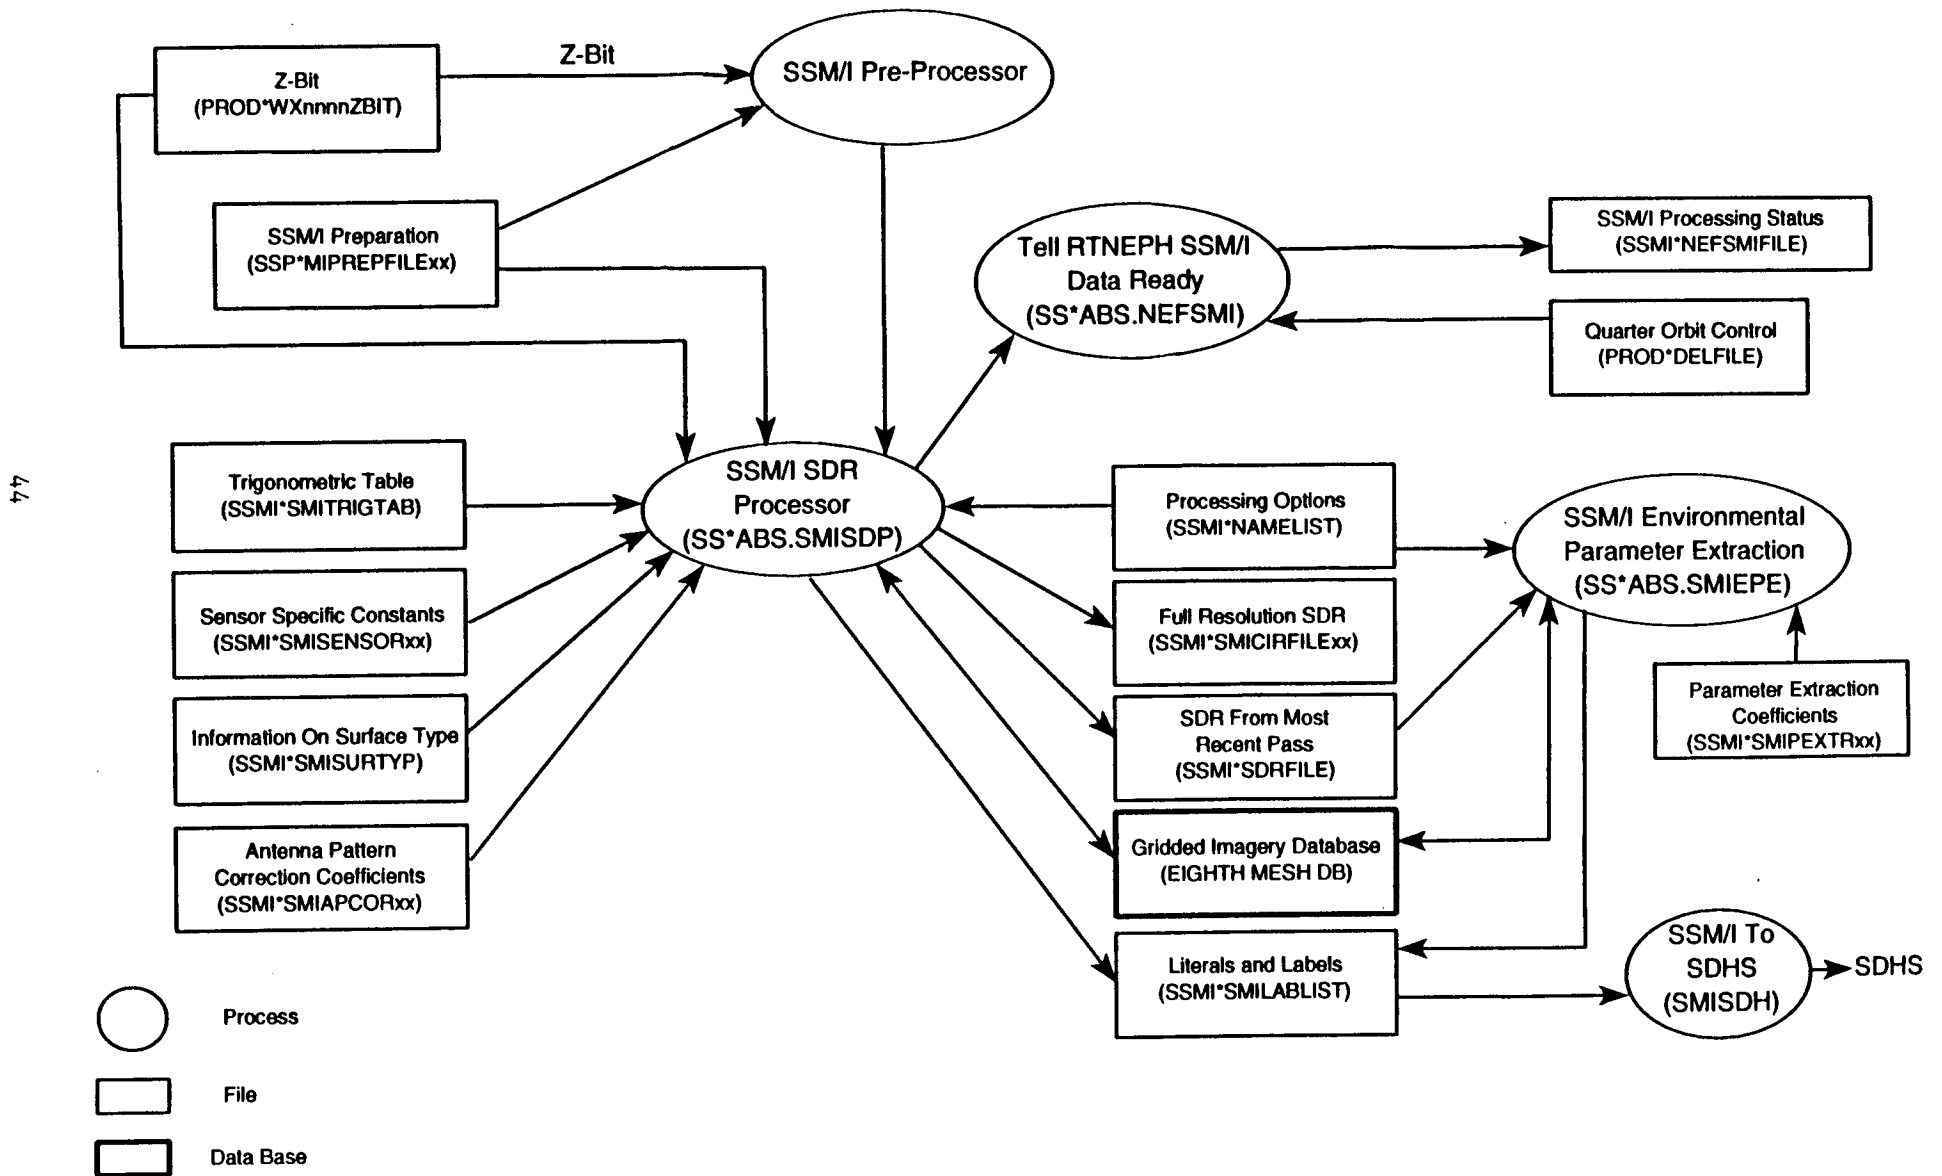 Z-Bit
(PROD*WXnnnnZBIT)
Z-Bit
SSM/I Pre-Processor
SSM/I Preparation
(SSP*MIPREPFILExx)
Tell RTNEPH SSM/I
Data Ready
(SS*ABS.NEFSMI)
SSM/I Processing Status
(SSMI*NEFSMIFILE)
Quarter Orbit Control
(PROD*DELFILE)
44
Trigonometric Table
(SSMI*SMITRIGTAB)
SSM/I SDR
Processor
(SS*ABS.SMISDP)
Processing Options
(SSMI*NAMELIST)
SSM/I Environmental
Parameter Extraction
(SS*ABS.SMIEPE)
Sensor Specific Constants
(SSMI*SMISENSORxx)
Full Resolution SDR
(SSMI*SMICIRFILExx)
Information On Surface Type
(SSMI*SMISURTYP)
SDR From Most
Recent Pass
(SSMI*SDRFILE)
Parameter Extraction
Coefficients
(SSMI*SMIPEXTRxx)
Antenna Pattern
Correction Coefficients
(SSMI*SMIAPCORxx)
Gridded Imagery Database
(EIGHTH MESH DB)
Literals and Labels
(SSMI*SMILABLIST)
SSM/I To
SDHS
(SMISDH)
SDHS
Process
File
Data Base